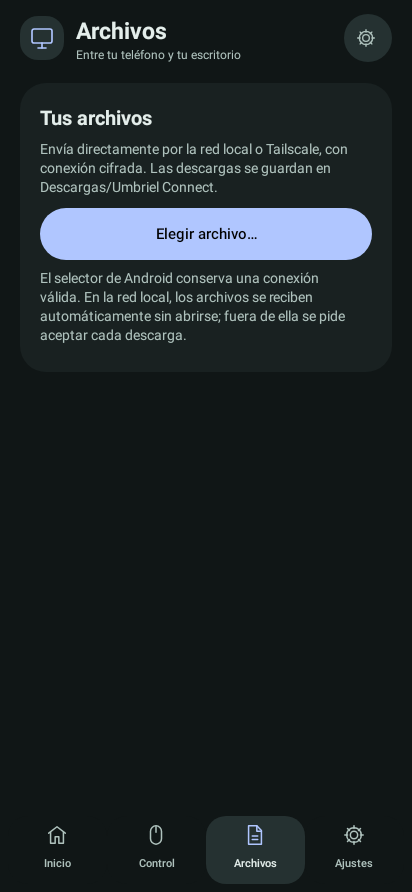 Archivos
Entre tu teléfono y tu escritorio
Tus archivos
Envía directamente por la red local o Tailscale, con
conexión cifrada. Las descargas se guardan en
Descargas/Umbriel Connect.
Elegir archivo…
El selector de Android conserva una conexión
válida. En la red local, los archivos se reciben
automáticamente sin abrirse; fuera de ella se pide
aceptar cada descarga.
Inicio
Control
Archivos
Ajustes